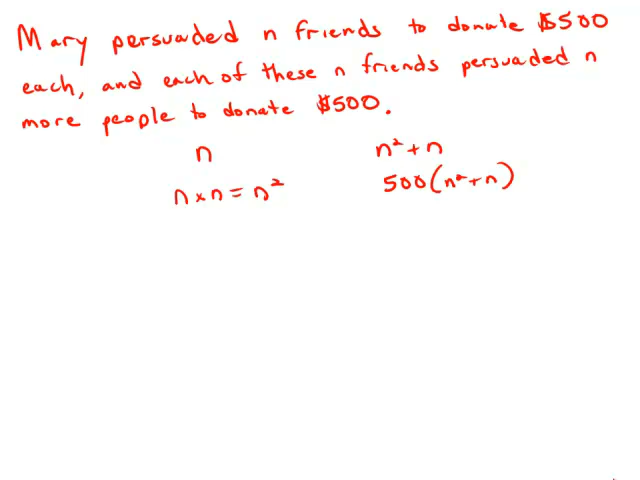 Mary persuaded n friends to donate $500
each, and each of these n friends persuaded n
more people to donate $500.
n
n² + n
n × n = n²
500(n² + n)